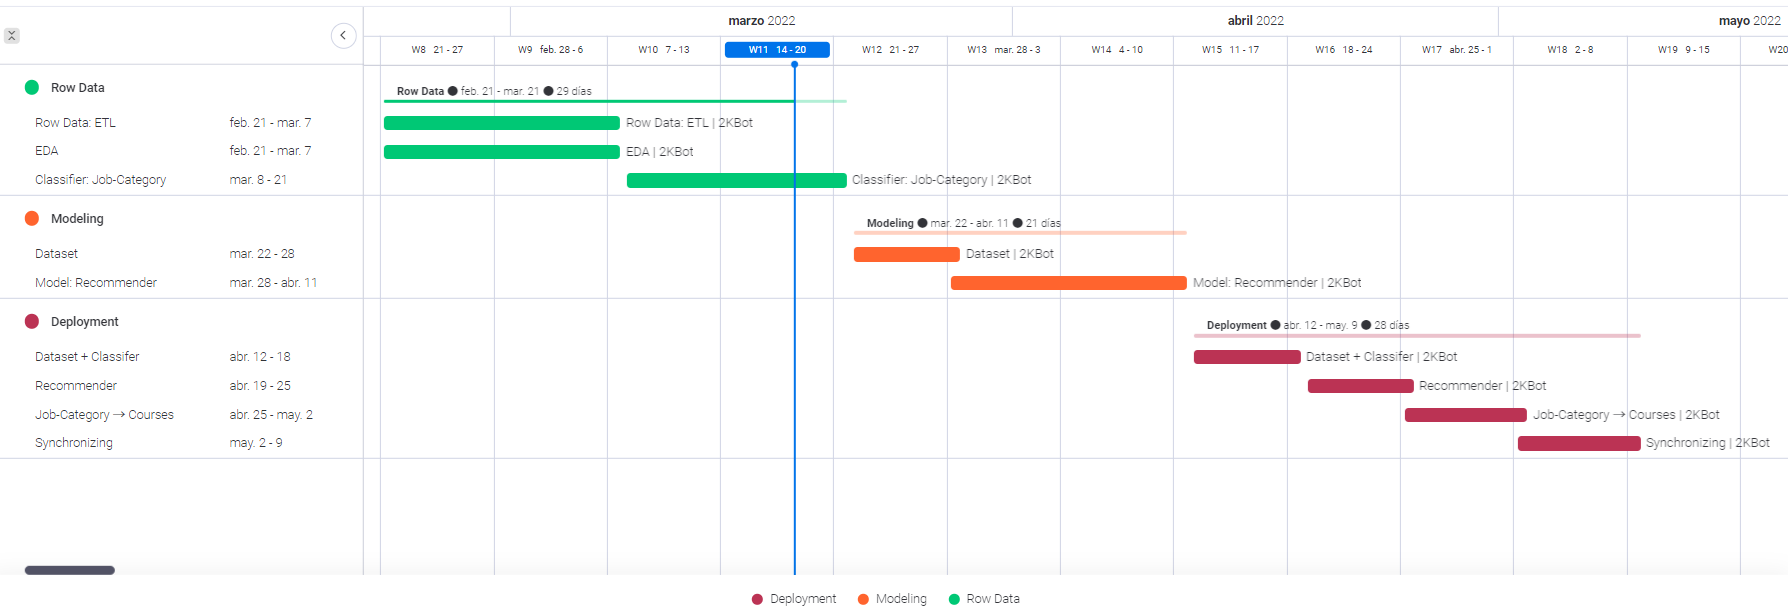 marzo 2022
abril 2022
mayo 2022
W8 21 - 27
W9 feb. 28 - 6
W10 7 - 13
W11 14 - 20
W12 21 - 27
W13 mar. 28 - 3
W14 4 - 10
W15 11 - 17
W16 18 - 24
W17 abr. 25 - 1
W18 2 - 8
W19 9 - 15
W20
Row Data
Row Data ● feb. 21 - mar. 21 ● 29 días
Row Data: ETL feb. 21 - mar. 7
Row Data: ETL | 2KBot
EDA feb. 21 - mar. 7
EDA | 2KBot
Classifier: Job-Category mar. 8 - 21
Classifier: Job-Category | 2KBot
Modeling
Modeling ● mar. 22 - abr. 11 ● 21 días
Dataset mar. 22 - 28
Dataset | 2KBot
Model: Recommender mar. 28 - abr. 11
Model: Recommender | 2KBot
Deployment
Deployment ● abr. 12 - may. 9 ● 28 días
Dataset + Classifer abr. 12 - 18
Dataset + Classifer | 2KBot
Recommender abr. 19 - 25
Recommender | 2KBot
Job-Category → Courses abr. 25 - may. 2
Job-Category → Courses | 2KBot
Synchronizing may. 2 - 9
Synchronizing | 2KBot
Deployment
Modeling
Row Data